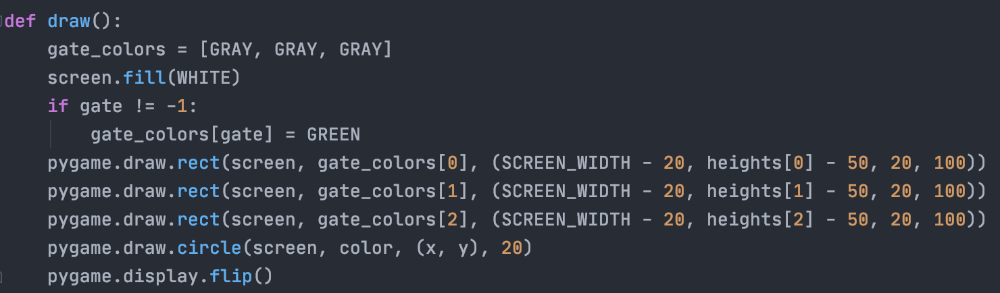 def draw():
    gate_colors = [GRAY, GRAY, GRAY]
    screen.fill(WHITE)
    if gate != -1:
        gate_colors[gate] = GREEN
    pygame.draw.rect(screen, gate_colors[0], (SCREEN_WIDTH - 20, heights[0] - 50, 20, 100))
    pygame.draw.rect(screen, gate_colors[1], (SCREEN_WIDTH - 20, heights[1] - 50, 20, 100))
    pygame.draw.rect(screen, gate_colors[2], (SCREEN_WIDTH - 20, heights[2] - 50, 20, 100))
    pygame.draw.circle(screen, color, (x, y), 20)
    pygame.display.flip()